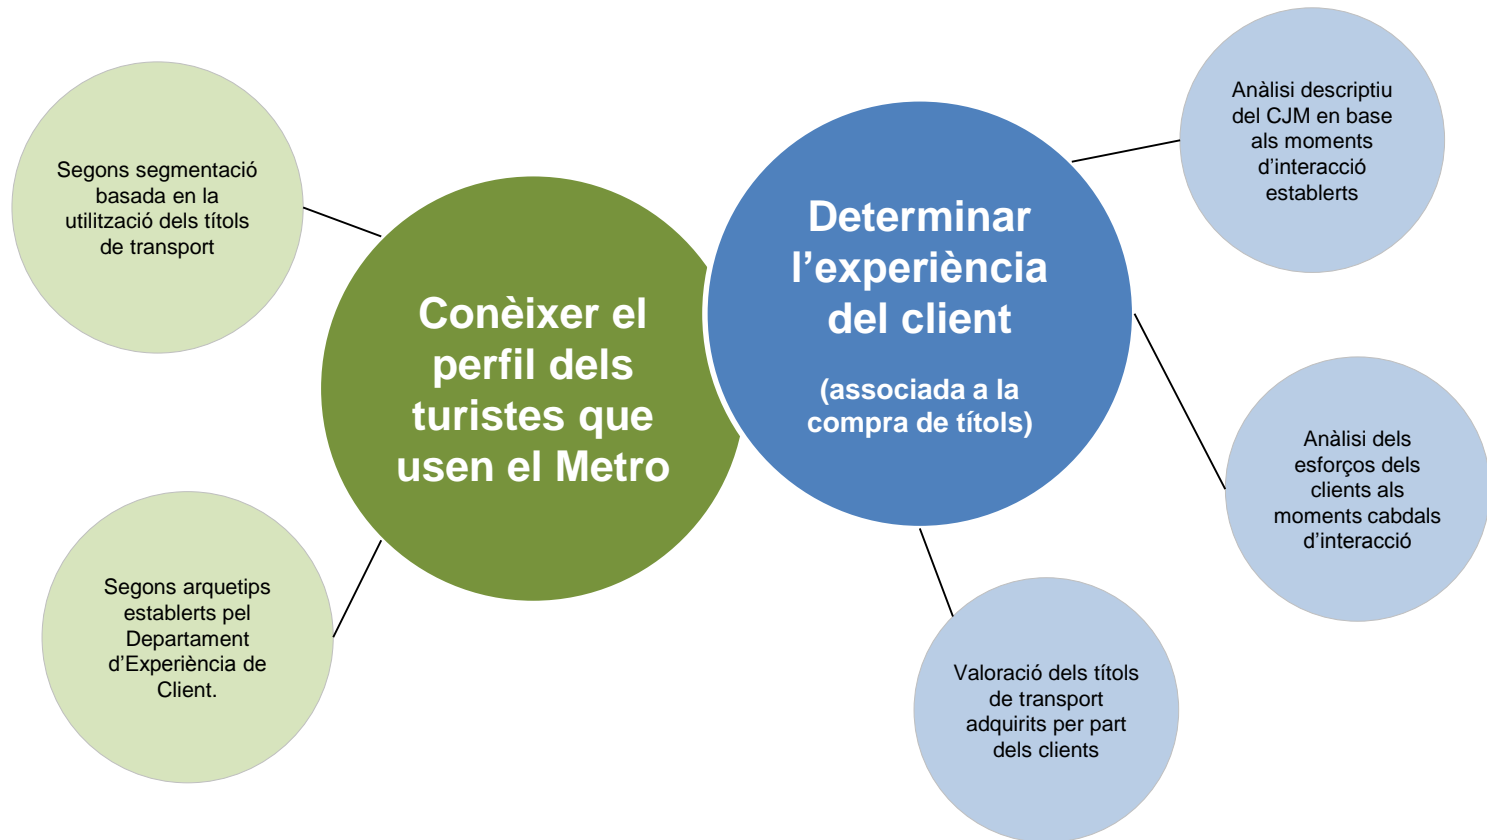 Segons segmentació
basada en la
utilització dels títols
de transport
Conèixer el
perfil dels
turistes que
usen el Metro
Segons arquetips
establerts pel
Departament
d’Experiència de
Client.
Determinar
l’experiència
del client
(associada a la
compra de títols)
Anàlisi descriptiu
del CJM en base
als moments
d’interacció
establerts
Anàlisi dels
esforços dels
clients als
moments cabdals
d’interacció
Valoració dels títols
de transport
adquirits per part
dels clients